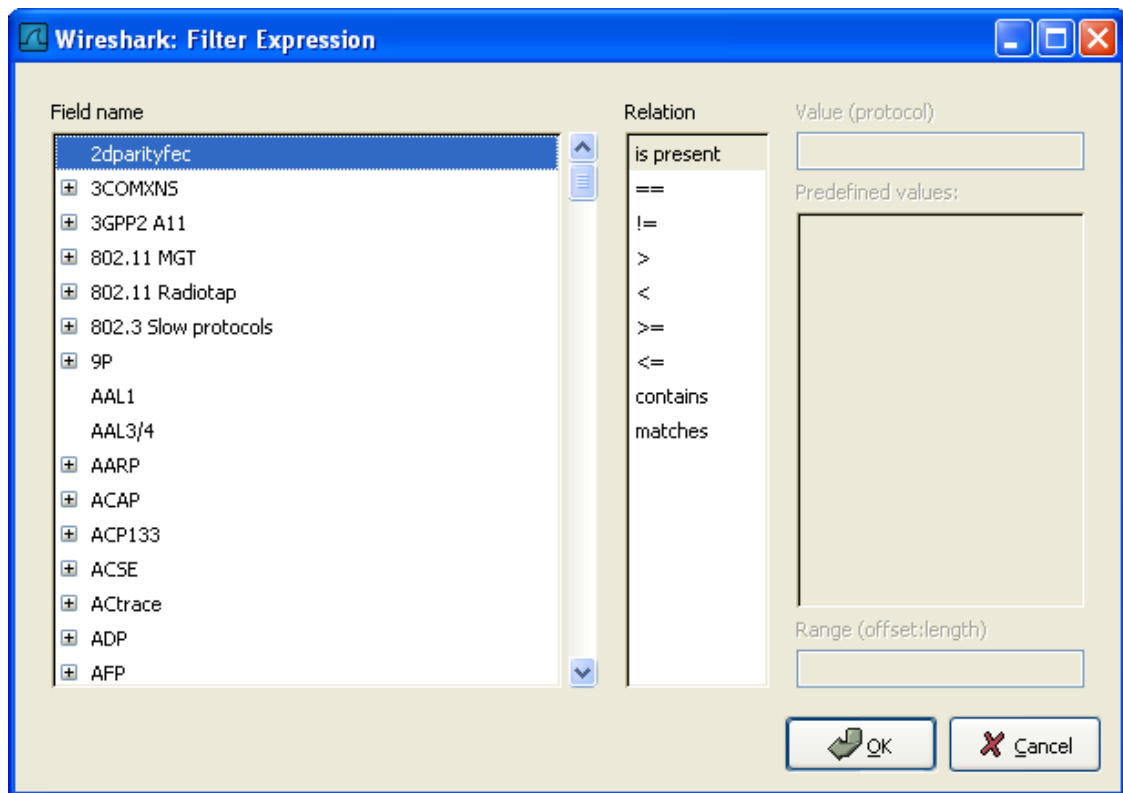 Wireshark: Filter Expression
Field name
2dparityfec
3COMXNS
3GPP2 A11
802.11 MGT
802.11 Radiotap
802.3 Slow protocols
9P
AAL1
AAL3/4
AARP
ACAP
ACP133
ACSE
ACtrace
ADP
AFP
Relation
is present
==
!=
>
<
>=
<=
contains
matches
Value (protocol)
Predefined values:
Range (offset:length)
OK
Cancel